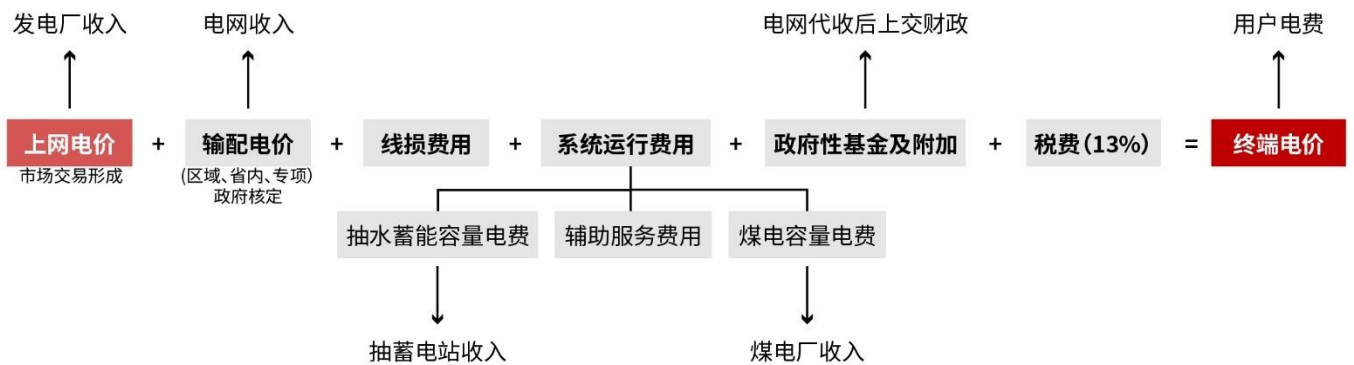 发电厂收入
电网收入
电网代收后上交财政
用户电费
上网电价 + 输配电价 + 线损费用 + 系统运行费用 + 政府性基金及附加 + 税费(13%) = 终端电价
市场交易形成
(区域、省内、专项)
政府核定
抽水蓄能容量电费
辅助服务费用
煤电容量电费
抽蓄电站收入
煤电厂收入